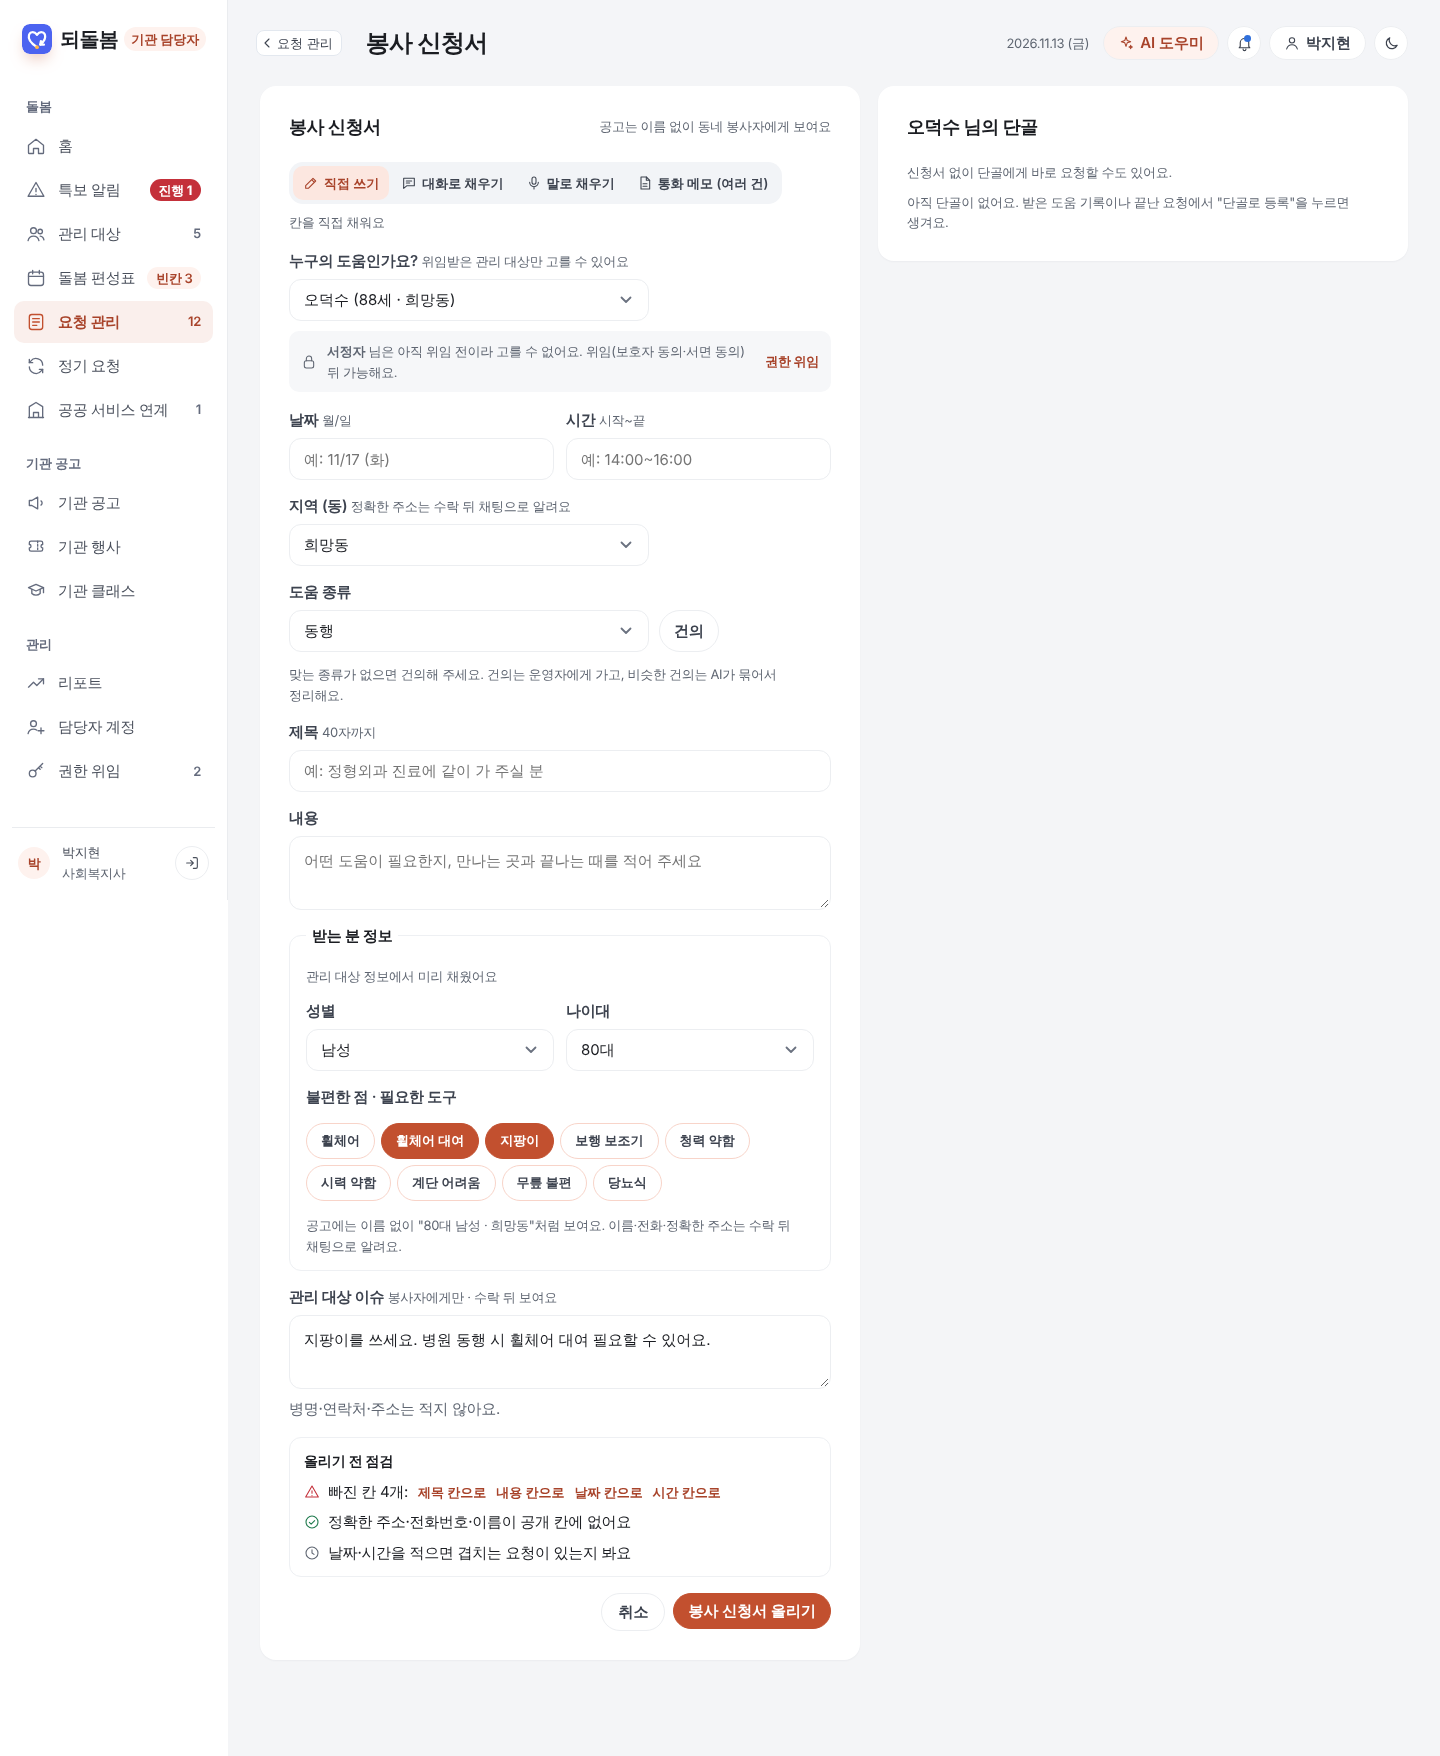 되돌봄 기관 담당자
돌봄
홈
특보 알림 진행 1
관리 대상 5
돌봄 편성표 빈칸 3
요청 관리 12
정기 요청
공공 서비스 연계 1
기관 공고
기관 공고
기관 행사
기관 클래스
관리
리포트
담당자 계정
권한 위임 2
박 박지현
사회복지사
요청 관리 봉사 신청서 2026.11.13 (금) AI 도우미 박지현
봉사 신청서 공고는 이름 없이 동네 봉사자에게 보여요
직접 쓰기 대화로 채우기 말로 채우기 통화 메모 (여러 건)
칸을 직접 채워요
누구의 도움인가요? 위임받은 관리 대상만 고를 수 있어요
오덕수 (88세 · 희망동)
서정자 님은 아직 위임 전이라 고를 수 없어요. 위임(보호자 동의·서면 동의)
뒤 가능해요.
권한 위임
날짜 월/일 시간 시작~끝
예: 11/17 (화) 예: 14:00~16:00
지역 (동) 정확한 주소는 수락 뒤 채팅으로 알려요
희망동
도움 종류
동행 건의
맞는 종류가 없으면 건의해 주세요. 건의는 운영자에게 가고, 비슷한 건의는 AI가 묶어서
정리해요.
제목 40자까지
예: 정형외과 진료에 같이 가 주실 분
내용
어떤 도움이 필요한지, 만나는 곳과 끝나는 때를 적어 주세요
받는 분 정보
관리 대상 정보에서 미리 채웠어요
성별 나이대
남성 80대
불편한 점 · 필요한 도구
휠체어 휠체어 대여 지팡이 보행 보조기 청력 약함
시력 약함 계단 어려움 무릎 불편 당뇨식
공고에는 이름 없이 "80대 남성 · 희망동"처럼 보여요. 이름·전화·정확한 주소는 수락 뒤
채팅으로 알려요.
관리 대상 이슈 봉사자에게만 · 수락 뒤 보여요
지팡이를 쓰세요. 병원 동행 시 휠체어 대여 필요할 수 있어요.
병명·연락처·주소는 적지 않아요.
올리기 전 점검
빠진 칸 4개: 제목 칸으로 내용 칸으로 날짜 칸으로 시간 칸으로
정확한 주소·전화번호·이름이 공개 칸에 없어요
날짜·시간을 적으면 겹치는 요청이 있는지 봐요
취소 봉사 신청서 올리기
오덕수 님의 단골
신청서 없이 단골에게 바로 요청할 수도 있어요.
아직 단골이 없어요. 받은 도움 기록이나 끝난 요청에서 "단골로 등록"을 누르면
생겨요.